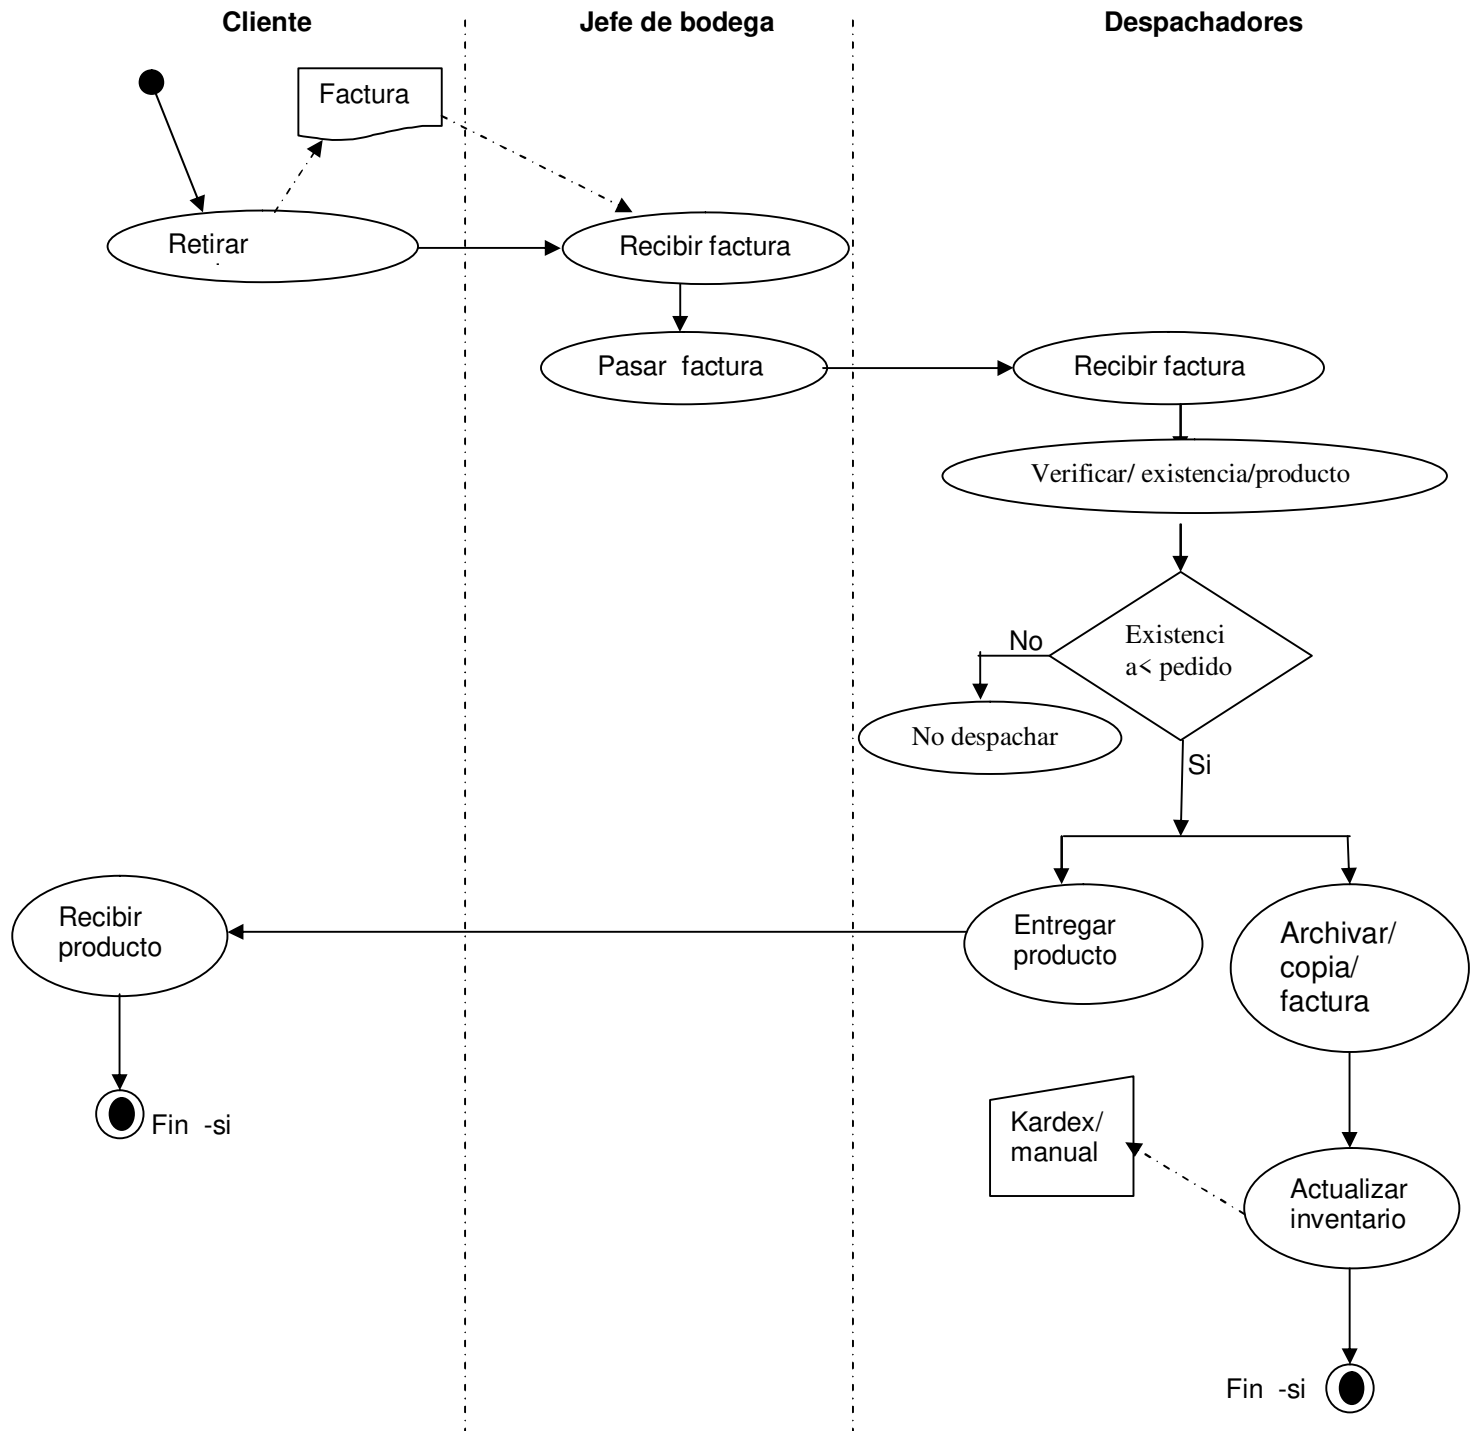 Cliente
Jefe de bodega
Despachadores
Factura
Retirar
Recibir factura
Pasar factura
Recibir factura
Verificar/ existencia/producto
Existenci
a< pedido
No
No despachar
Si
Recibir
producto
Entregar
producto
Archivar/
copia/
factura
Fin -si
Kardex/
manual
Actualizar
inventario
Fin -si